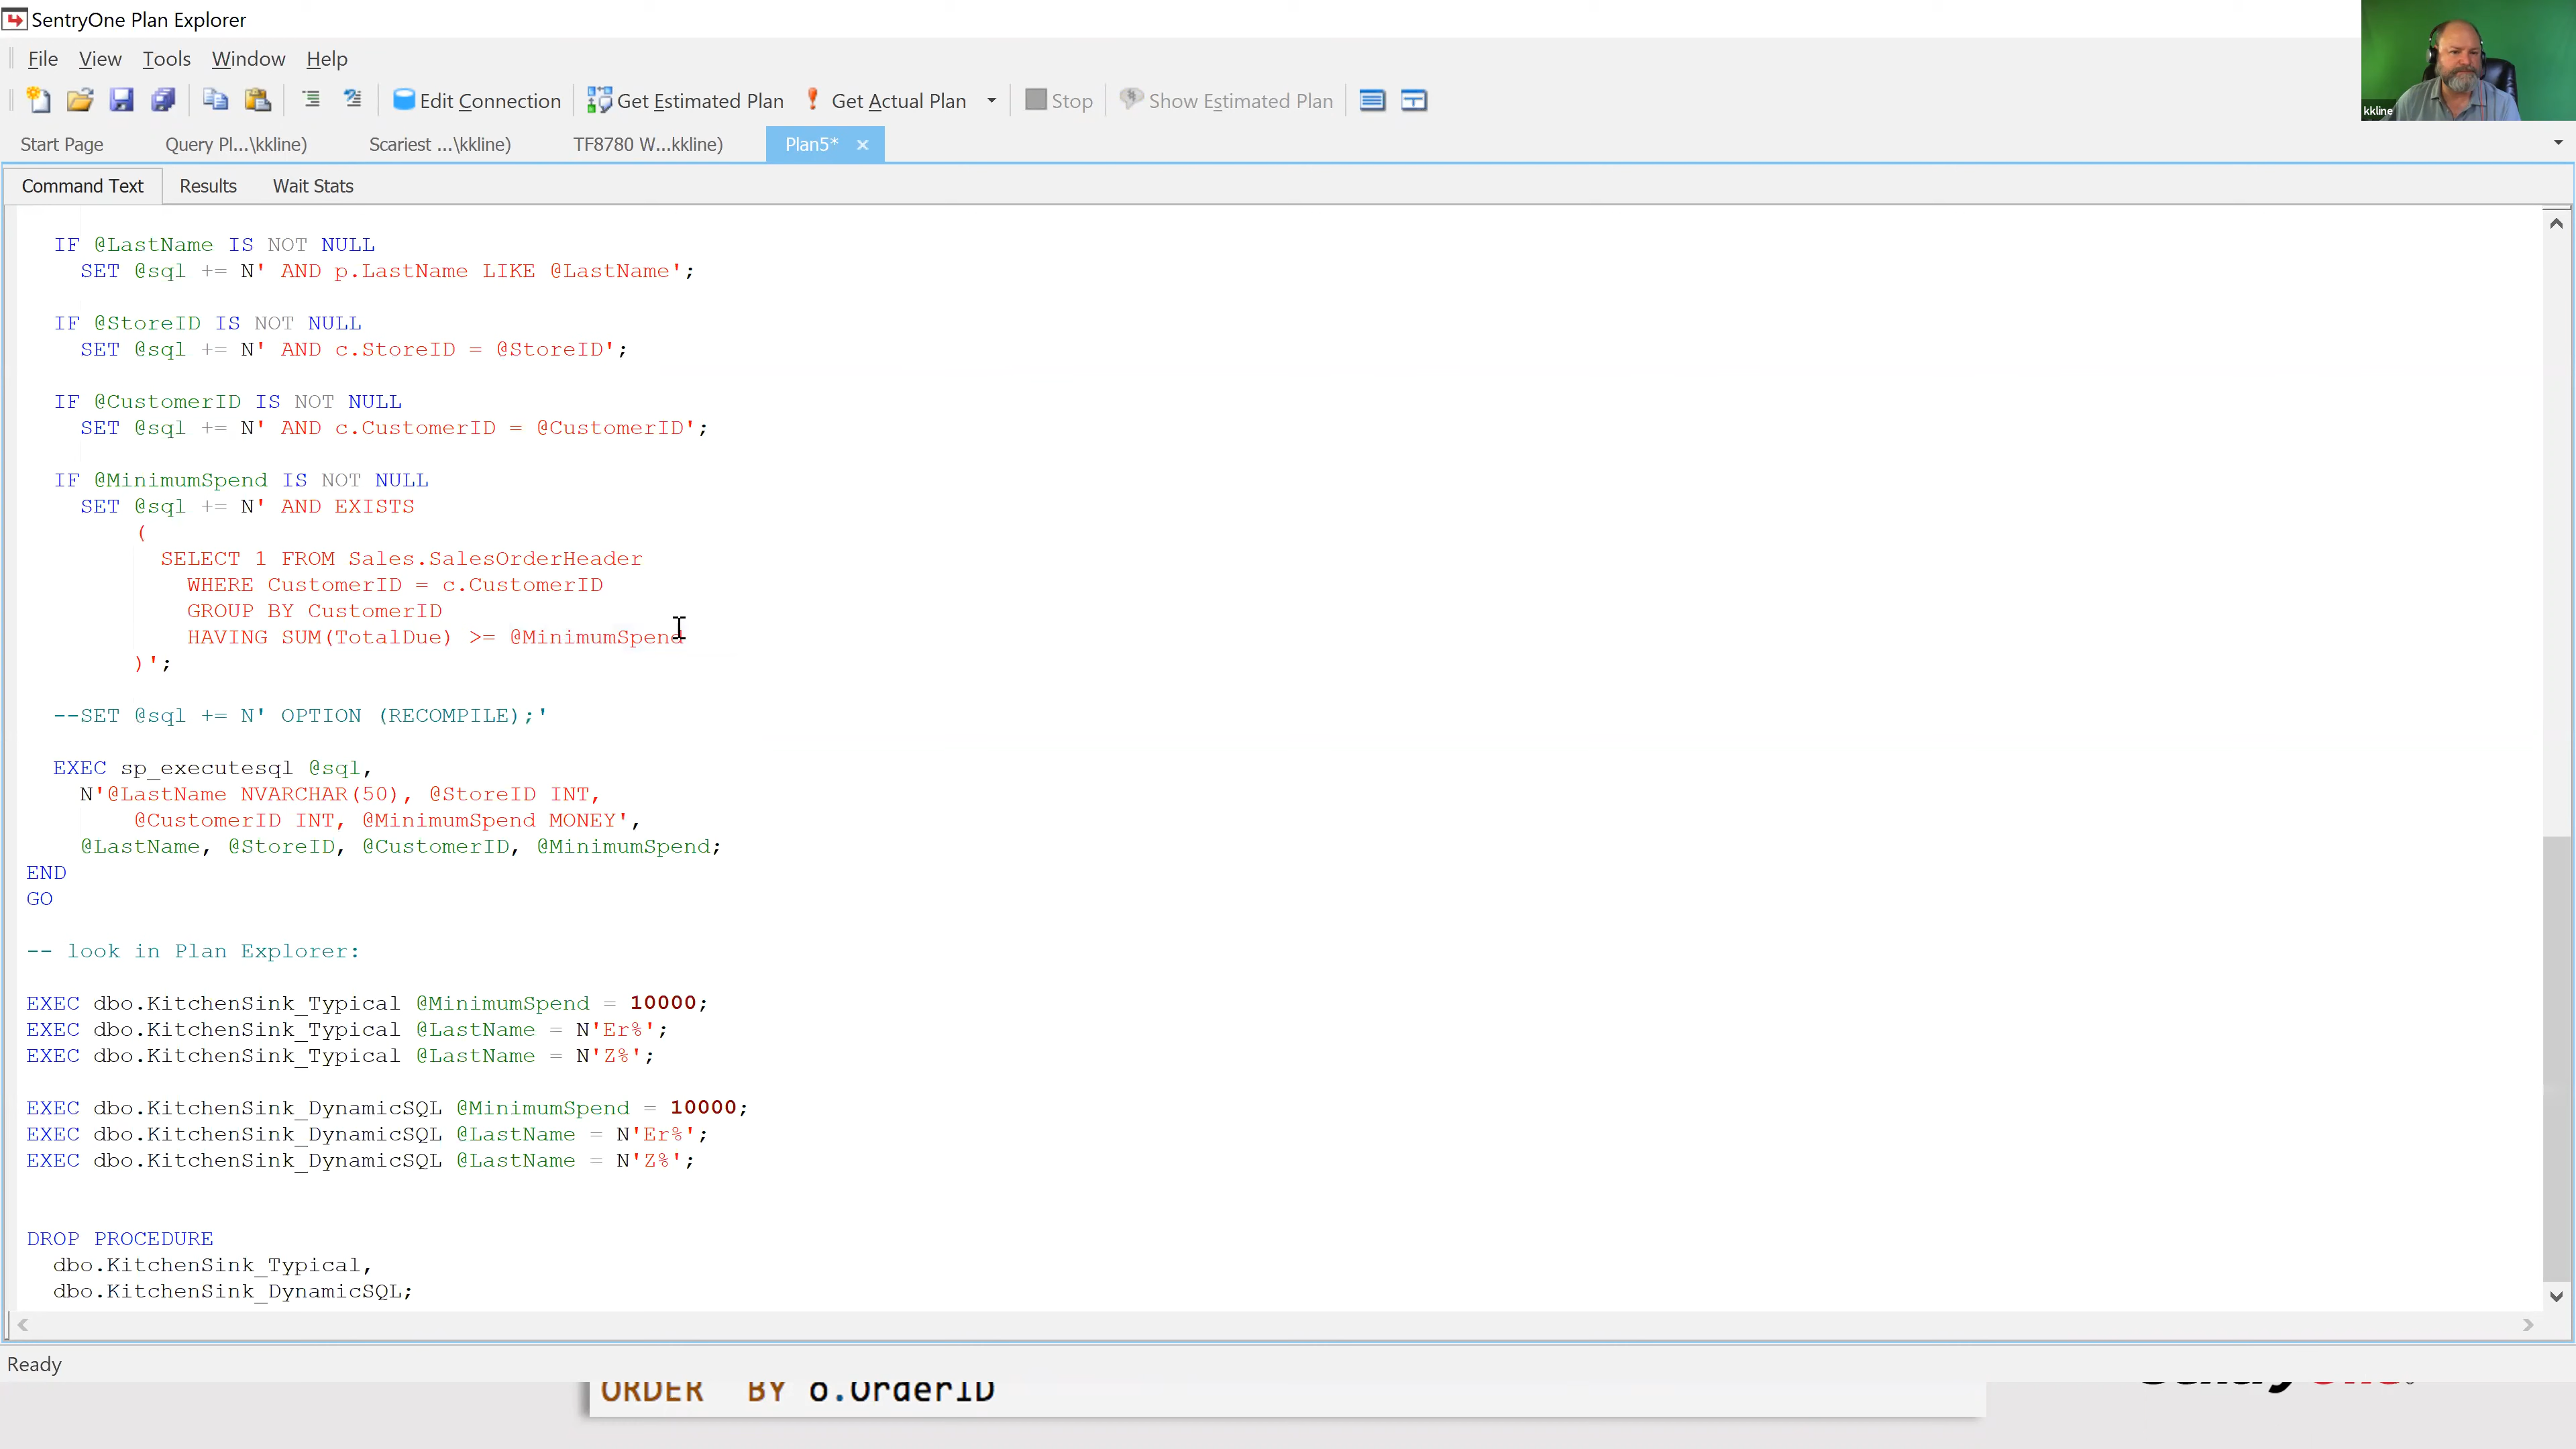 SentryOne Plan Explorer
File View Tools Window Help
Edit Connection Get Estimated Plan Get Actual Plan Stop Show Estimated Plan
kkline
Start Page Query Pl...\kkline) Scariest ...\kkline) TF8780 W...kkline) Plan5*
Command Text Results Wait Stats
IF @LastName IS NOT NULL
SET @sql += N' AND p.LastName LIKE @LastName';
IF @StoreID IS NOT NULL
SET @sql += N' AND c.StoreID = @StoreID';
IF @CustomerID IS NOT NULL
SET @sql += N' AND c.CustomerID = @CustomerID';
IF @MinimumSpend IS NOT NULL
SET @sql += N' AND EXISTS
(
SELECT 1 FROM Sales.SalesOrderHeader
WHERE CustomerID = c.CustomerID
GROUP BY CustomerID
HAVING SUM(TotalDue) >= @MinimumSpend
)';
--SET @sql += N' OPTION (RECOMPILE);'
EXEC sp_executesql @sql,
N'@LastName NVARCHAR(50), @StoreID INT,
@CustomerID INT, @MinimumSpend MONEY',
@LastName, @StoreID, @CustomerID, @MinimumSpend;
END
GO
-- look in Plan Explorer:
EXEC dbo.KitchenSink_Typical @MinimumSpend = 10000;
EXEC dbo.KitchenSink_Typical @LastName = N'Er%';
EXEC dbo.KitchenSink_Typical @LastName = N'Z%';
EXEC dbo.KitchenSink_DynamicSQL @MinimumSpend = 10000;
EXEC dbo.KitchenSink_DynamicSQL @LastName = N'Er%';
EXEC dbo.KitchenSink_DynamicSQL @LastName = N'Z%';
DROP PROCEDURE
dbo.KitchenSink_Typical,
dbo.KitchenSink_DynamicSQL;
Ready
ORDER BY o.OrderID